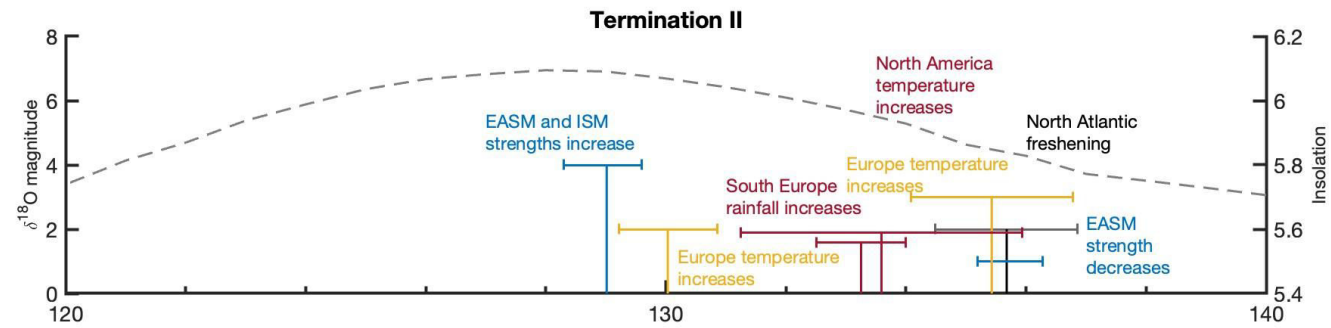 Termination II
8
6
4
2
0
δ18O magnitude
6.2
6
5.8
5.6
5.4
Insolation
North America
temperature
increases
EASM and ISM
strengths increase
North Atlantic
freshening
Europe temperature
increases
South Europe
rainfall increases
EASM
strength
decreases
Europe temperature
increases
120
130
140